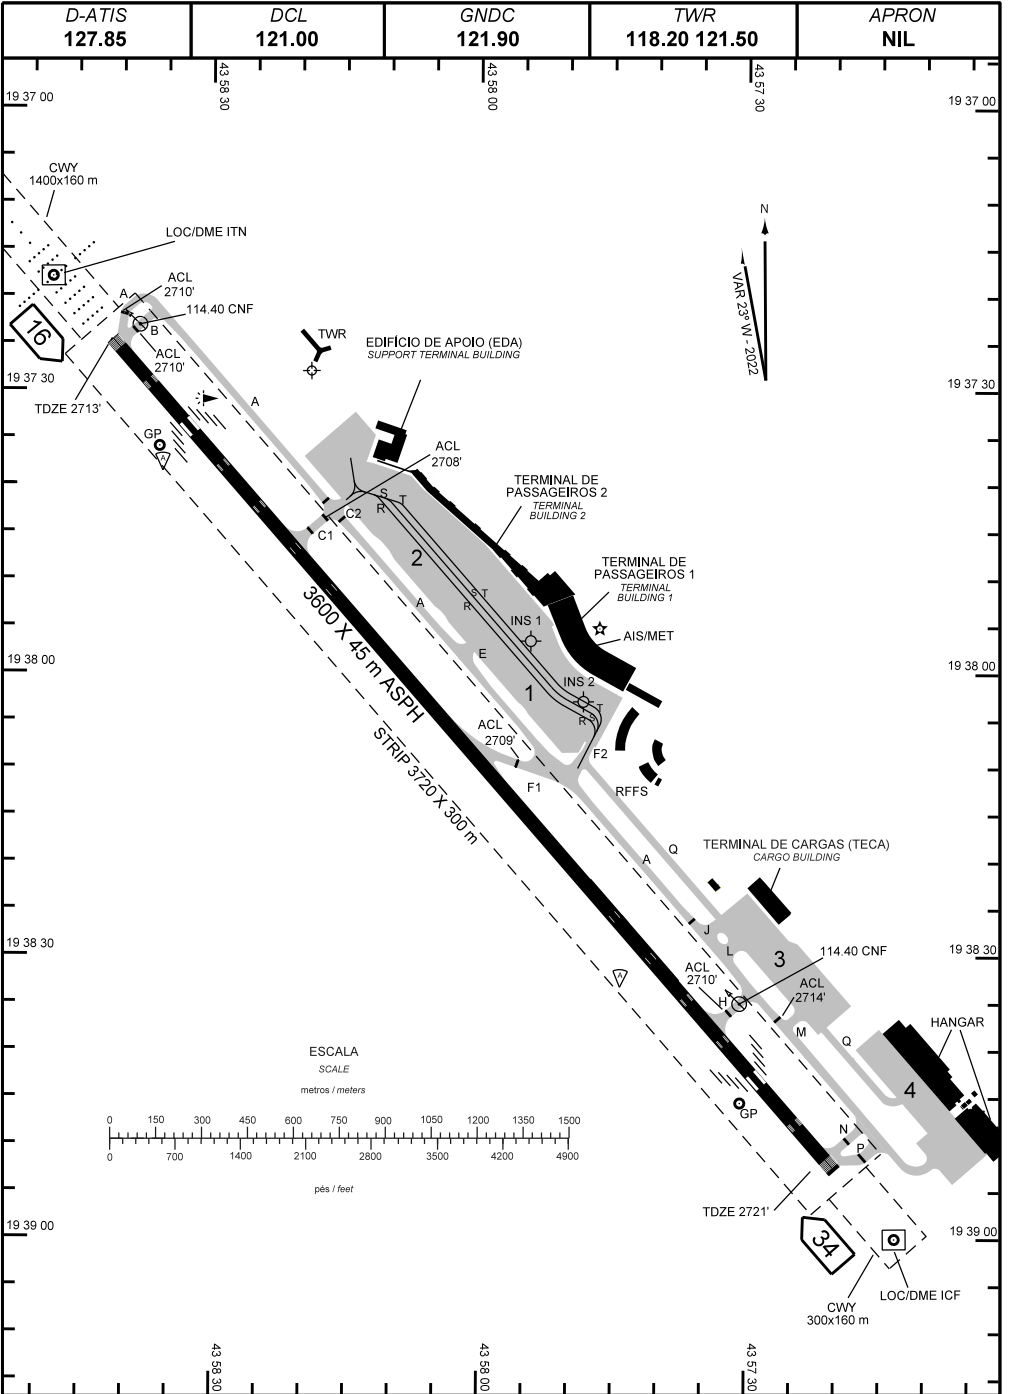 D-ATIS
127.85
DCL
121.00
GNDC
121.90
TWR
118.20 121.50
APRON
NIL
43 58 30
43 58 00
43 57 30
19 37 00
19 37 00
CWY
1400x160 m
LOC/DME ITN
ACL
2710'
A
114.40 CNF
B
16
ACL
2710'
TDZE 2713'
GP
A
A
TWR
EDIFÍCIO DE APOIO (EDA)
SUPPORT TERMINAL BUILDING
N
VAR 23° W - 2022
19 37 30
19 37 30
ACL
2708'
TERMINAL DE
PASSAGEIROS 2
TERMINAL
BUILDING 2
S
T
R
C2
C1
2
TERMINAL DE
PASSAGEIROS 1
TERMINAL
BUILDING 1
S T
R
A
INS 1
AIS/MET
3600 X 45 m ASPH
E
19 38 00
19 38 00
INS 2
1
T
R S
ACL
2709'
STRIP 3720 X 300 m
F2
F1
RFFS
Q
A
TERMINAL DE CARGAS (TECA)
CARGO BUILDING
J
L
3
19 38 30
19 38 30
114.40 CNF
ACL
2710'
H
ACL
2714'
A
M
Q
HANGAR
4
GP
N
P
ESCALA
SCALE
metros / meters
0 150 300 450 600 750 900 1050 1200 1350 1500
0 700 1400 2100 2800 3500 4200 4900
pés / feet
TDZE 2721'
34
19 39 00
19 39 00
LOC/DME ICF
CWY
300x160 m
43 58 30
43 58 00
43 57 30